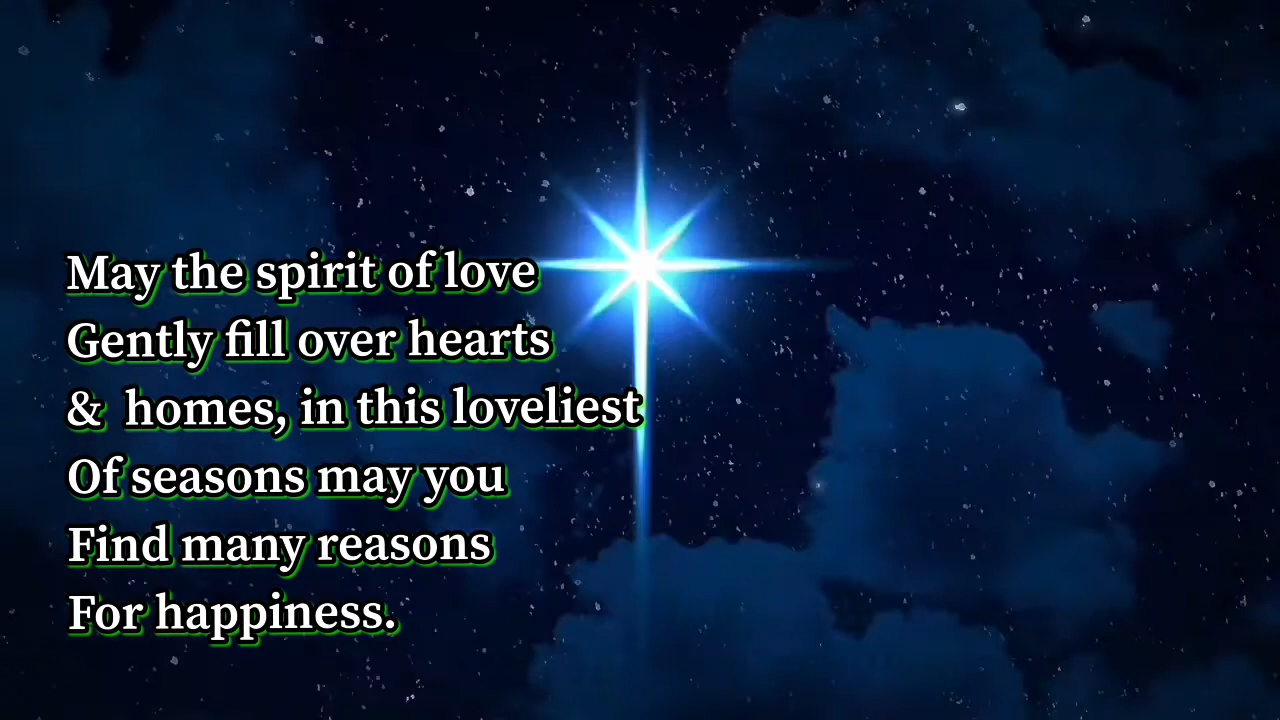 May the spirit of love
Gently fill over hearts
&  homes, in this loveliest
Of seasons may you
Find many reasons
For happiness.